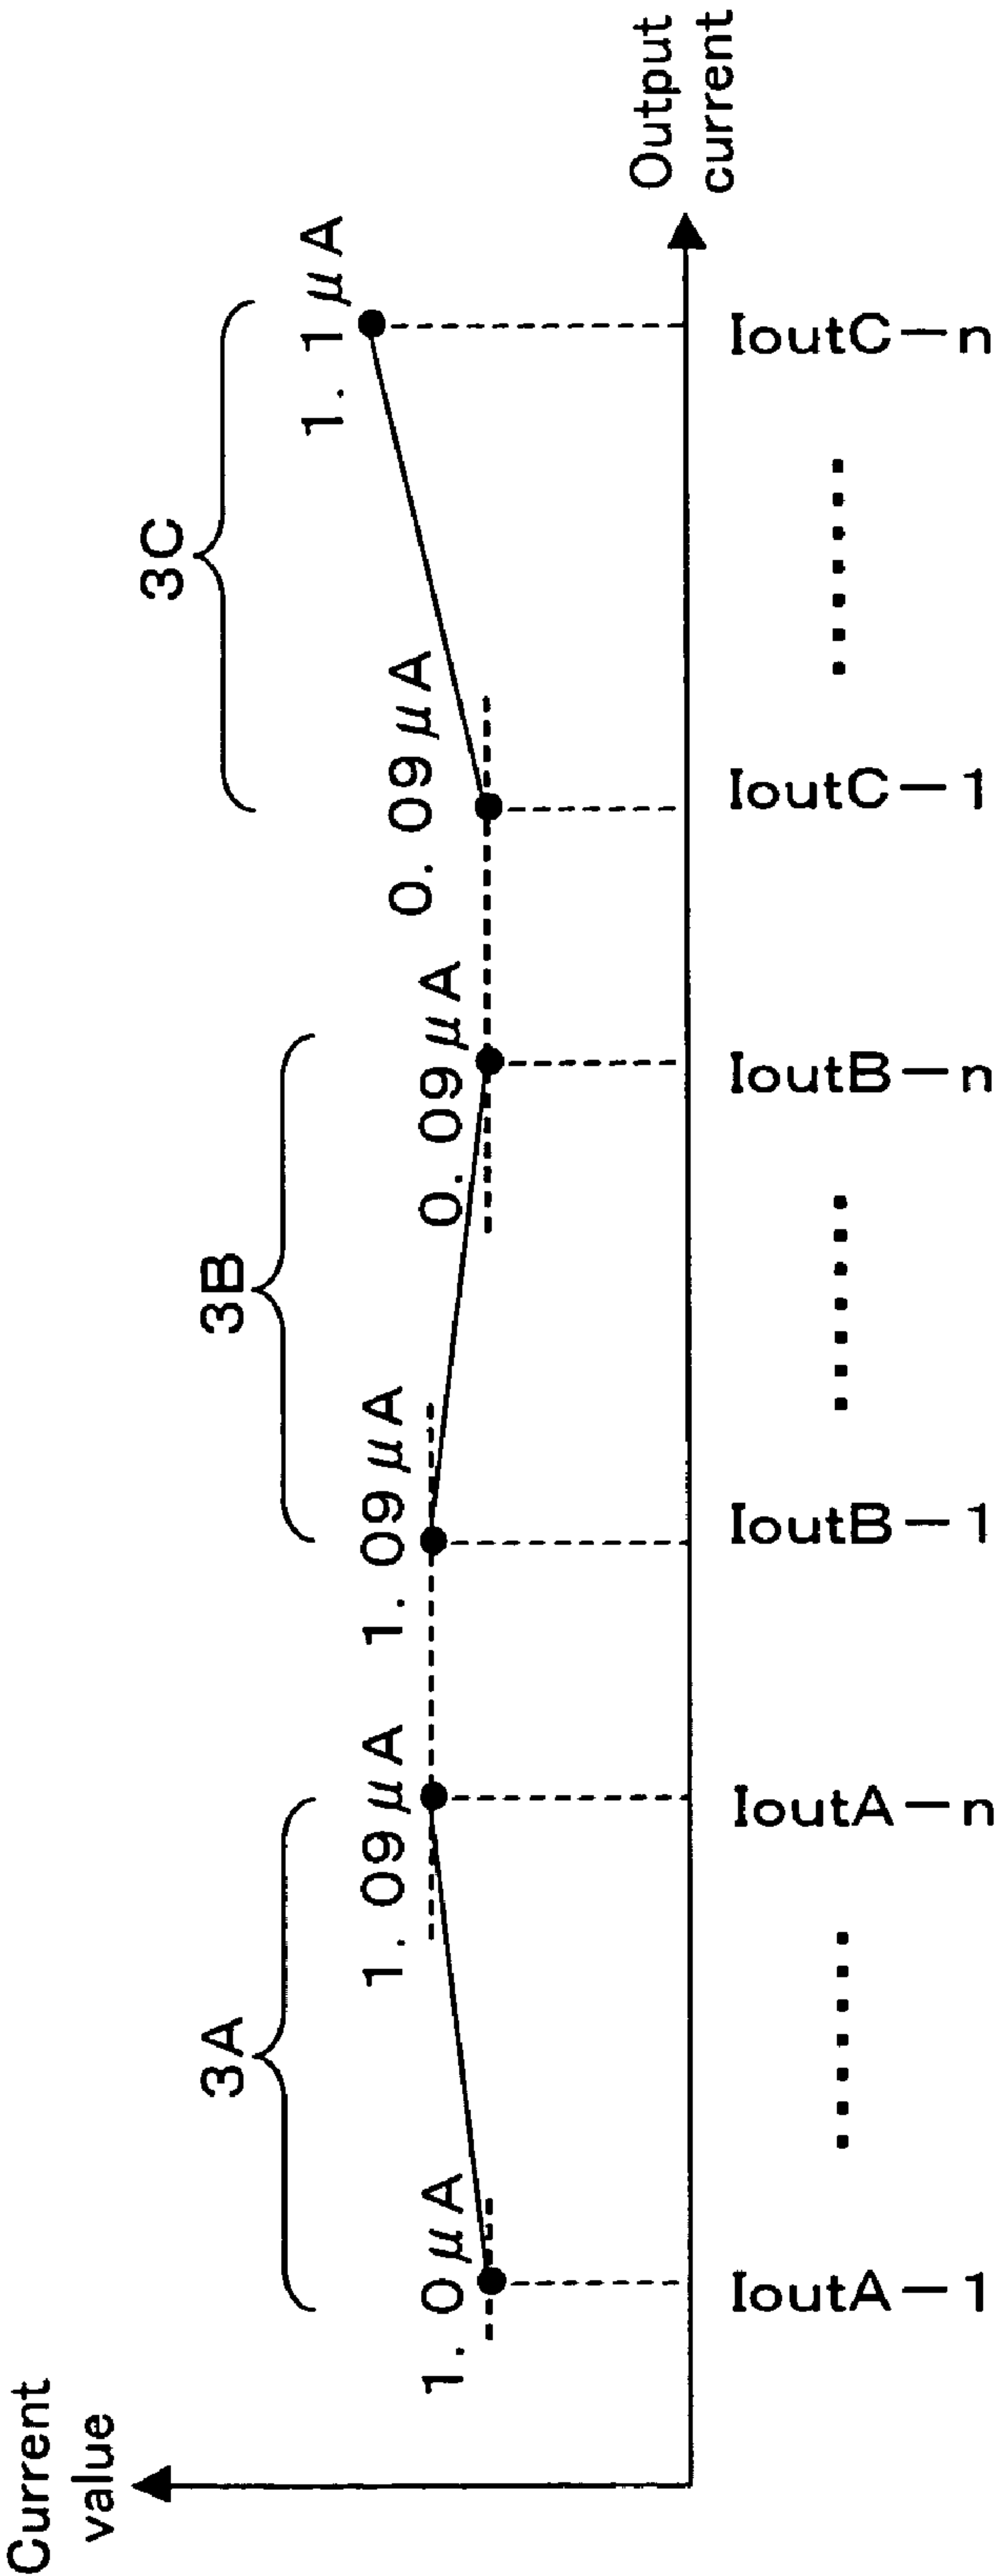 Current
value
3A
3B
3C
1. 0μA
1. 09μA
1. 09μA
0. 09μA
0. 09μA
1. 1μA
Output
current
IoutA-1
.......
IoutA-n
IoutB-1
.......
IoutB-n
IoutC-1
.......
IoutC-n